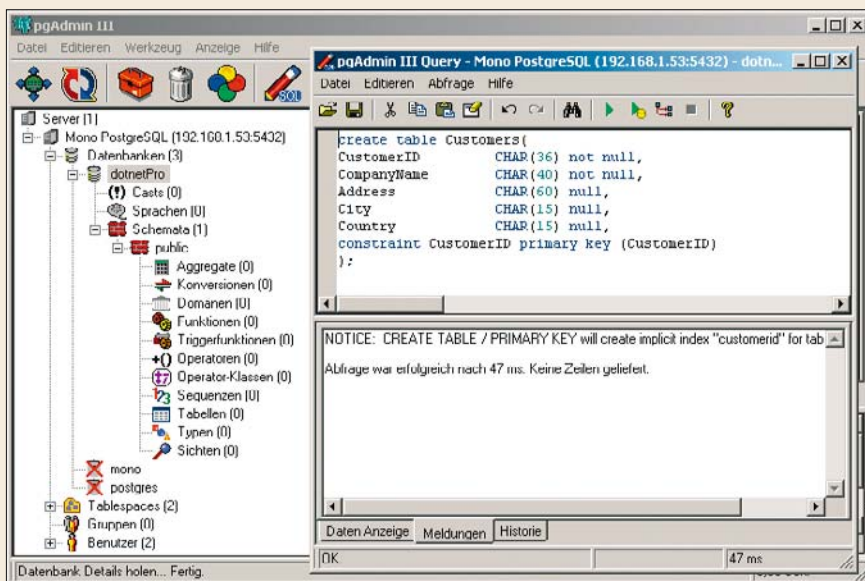 pgAdmin III
Datei Editieren Werkzeug Anzeige Hilfe
SQL
Server (1)
Mono PostgreSQL (192.168.1.53:5432)
Datenbanken (3)
dotnetPro
Casts (0)
Sprachen (0)
Schemata (1)
public
Aggregate (0)
Konversionen (0)
Domänen (0)
Funktionen (0)
Triggerfunktionen (0)
Operatoren (0)
Operator-Klassen (0)
Sequenzen (0)
Tabellen (0)
Typen (0)
Sichten (0)
mono
postgres
Tablespaces (2)
Gruppen (0)
Benutzer (2)
Datenbank Details holen... Fertig.
pgAdmin III Query - Mono PostgreSQL (192.168.1.53:5432) - dotn...
Datei Editieren Abfrage Hilfe
create table Customers(
CustomerID CHAR(36) not null,
CompanyName CHAR(40) not null,
Address CHAR(60) null,
City CHAR(15) null,
Country CHAR(15) null,
constraint CustomerID primary key (CustomerID)
);
NOTICE: CREATE TABLE / PRIMARY KEY will create implicit index "customerid" for tab
Abfrage war erfolgreich nach 47 ms. Keine Zeilen geliefert.
Daten Anzeige Meldungen Historie
OK 47 ms